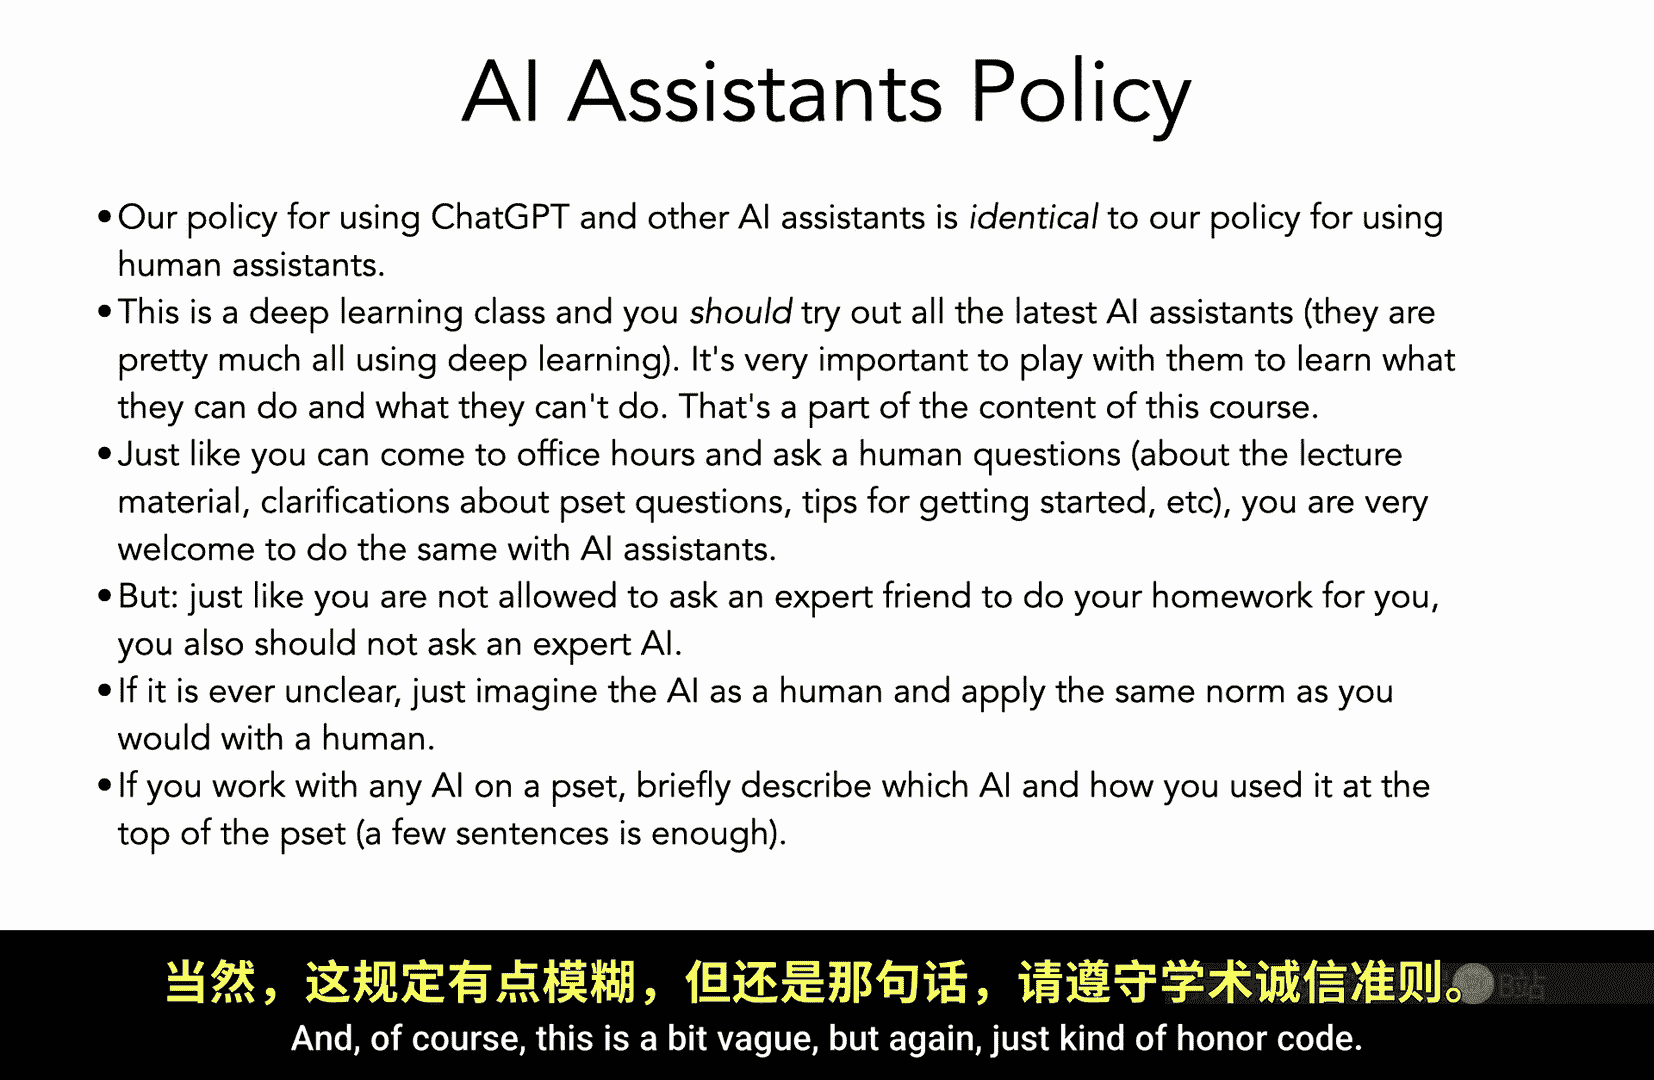 AI Assistants Policy
•Our policy for using ChatGPT and other AI assistants is identical to our policy for using
human assistants.
•This is a deep learning class and you should try out all the latest AI assistants (they are
pretty much all using deep learning). It's very important to play with them to learn what
they can do and what they can't do. That's a part of the content of this course.
•Just like you can come to office hours and ask a human questions (about the lecture
material, clarifications about pset questions, tips for getting started, etc), you are very
welcome to do the same with AI assistants.
•But: just like you are not allowed to ask an expert friend to do your homework for you,
you also should not ask an expert AI.
•If it is ever unclear, just imagine the AI as a human and apply the same norm as you
would with a human.
•If you work with any AI on a pset, briefly describe which AI and how you used it at the
top of the pset (a few sentences is enough).
当然，这规定有点模糊，但还是那句话，请遵守学术诚信准则。
B站
And, of course, this is a bit vague, but again, just kind of honor code.